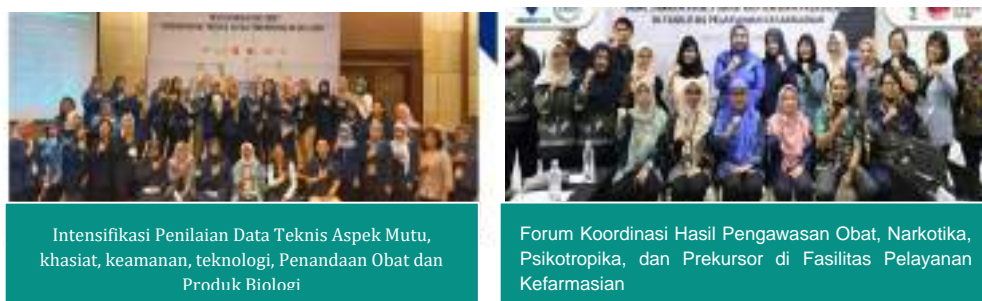 Intensifikasi Penilaian Data Teknis Aspek Mutu,
khasiat, keamanan, teknologi, Penandaan Obat dan
Produk Biologi
Forum Koordinasi Hasil Pengawasan Obat, Narkotika,
Psikotropika, dan Prekursor di Fasilitas Pelayanan
Kefarmasian